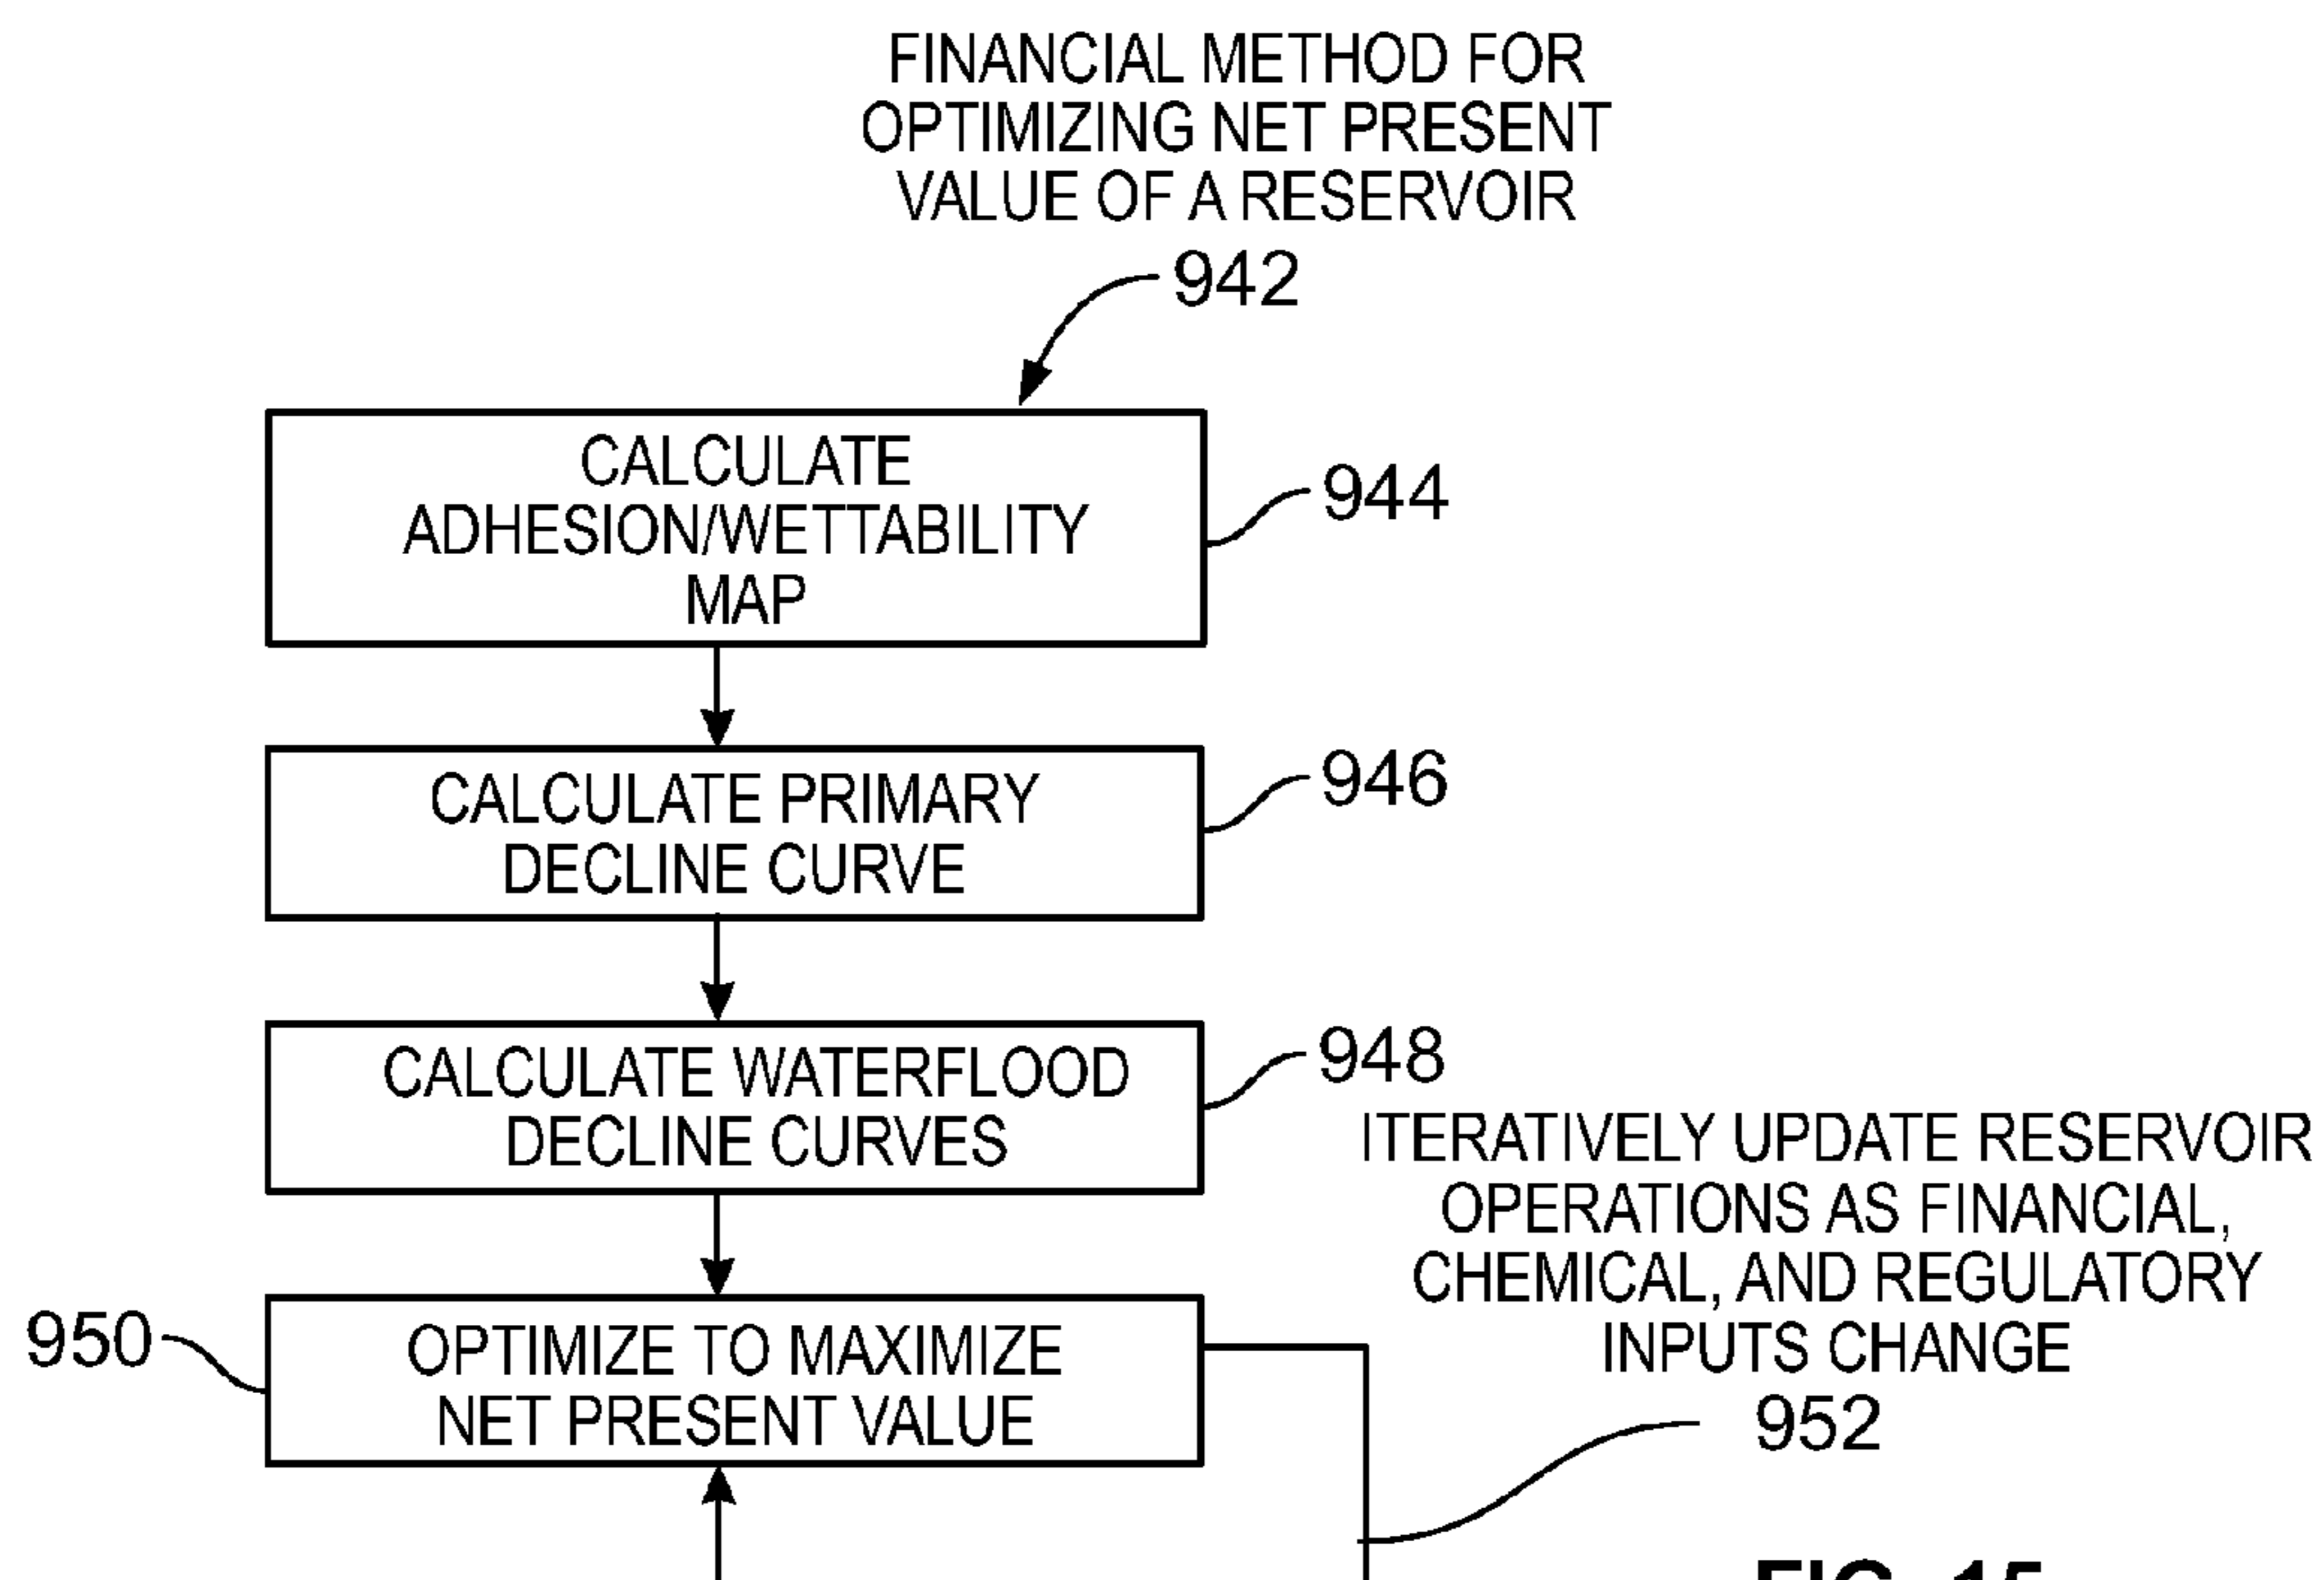 FINANCIAL METHOD FOR
OPTIMIZING NET PRESENT
VALUE OF A RESERVOIR
942
CALCULATE
ADHESION/WETTABILITY
MAP
944
CALCULATE PRIMARY
DECLINE CURVE
946
CALCULATE WATERFLOOD
DECLINE CURVES
948
ITERATIVELY UPDATE RESERVOIR
OPERATIONS AS FINANCIAL,
CHEMICAL, AND REGULATORY
INPUTS CHANGE
952
950
OPTIMIZE TO MAXIMIZE
NET PRESENT VALUE
FIG. 15